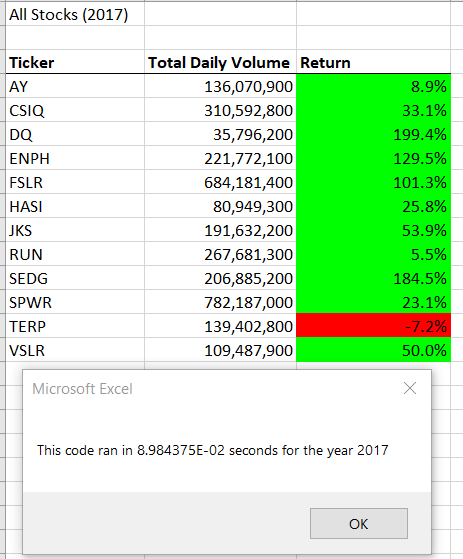 All Stocks (2017)
Ticker Total Daily Volume Return
AY 136,070,900 8.9%
CSIQ 310,592,800 33.1%
DQ 35,796,200 199.4%
ENPH 221,772,100 129.5%
FSLR 684,181,400 101.3%
HASI 80,949,300 25.8%
JKS 191,632,200 53.9%
RUN 267,681,300 5.5%
SEDG 206,885,200 184.5%
SPWR 782,187,000 23.1%
TERP 139,402,800 -7.2%
VSLR 109,487,900 50.0%
Microsoft Excel
This code ran in 8.984375E-02 seconds for the year 2017
OK